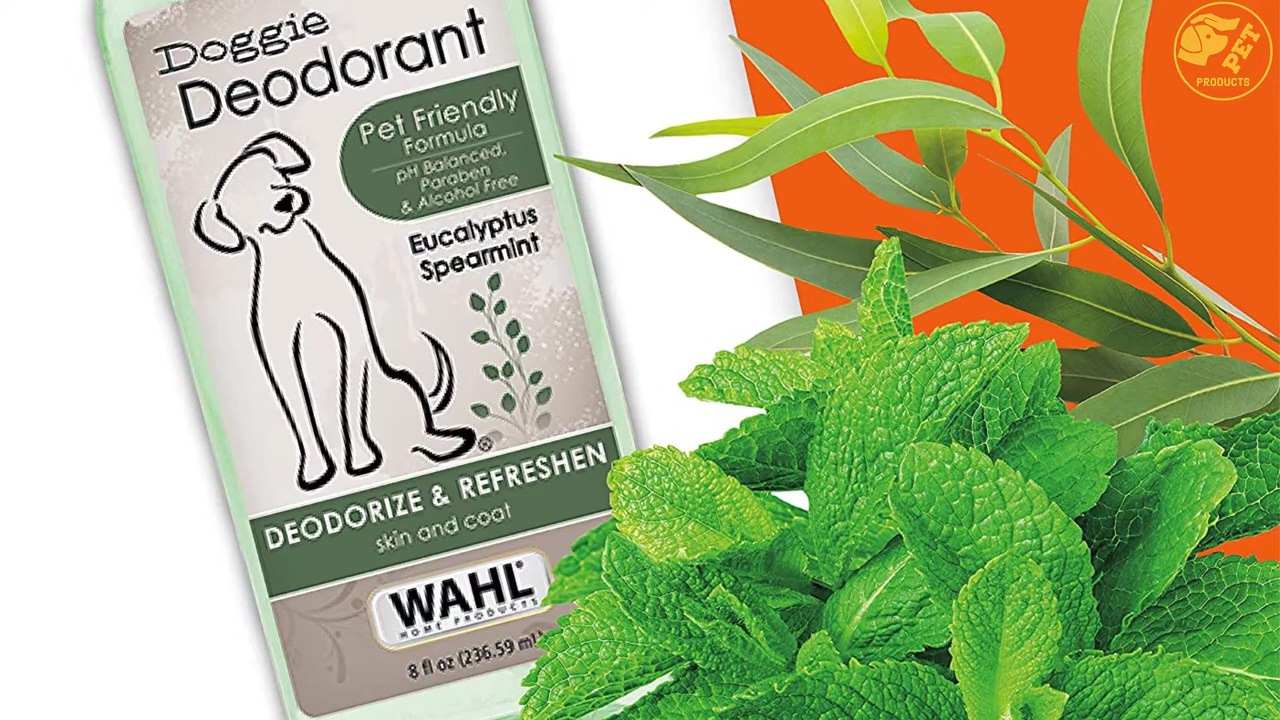 Doggie
Deodorant
Pet Friendly
Formula
pH Balanced,
Paraben
& Alcohol Free
Eucalyptus
Spearmint
®
DEODORIZE & REFRESHEN
skin and coat
WAHL®
HOME PRODUCTS
8 fl oz (236.59 ml)
PET
PRODUCTS